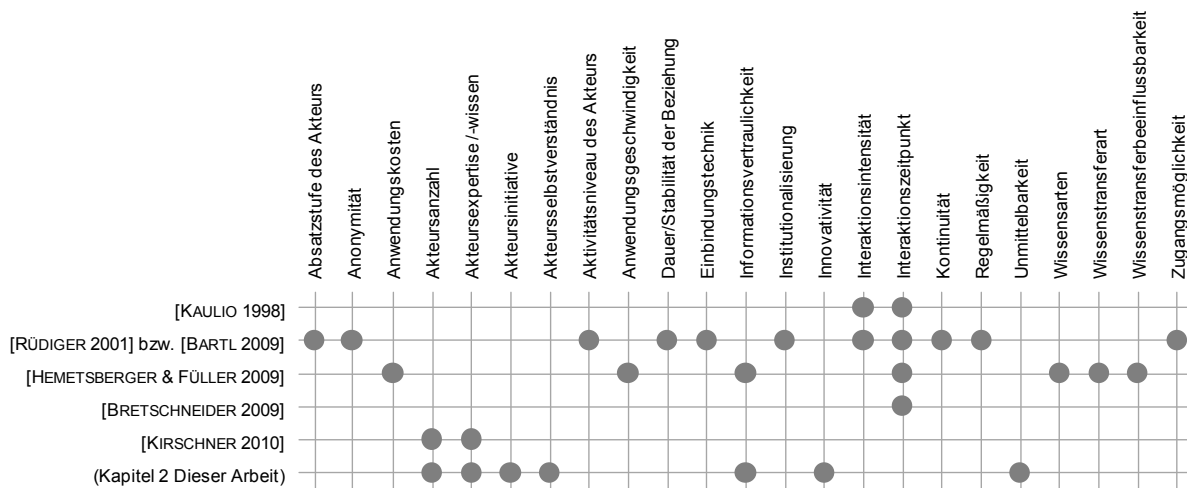 Absatzstufe des Akteurs
Anonymität
Anwendungskosten
Akteursanzahl
Akteursexpertise /-wissen
Akteursinitiative
Akteursselbstverständnis
Aktivitätsniveau des Akteurs
Anwendungsgeschwindigkeit
Dauer/Stabilität der Beziehung
Einbindungstechnik
Informationsvertraulichkeit
Institutionalisierung
Innovativität
Interaktionsintensität
Interaktionszeitpunkt
Kontinuität
Regelmäßigkeit
Unmittelbarkeit
Wissensarten
Wissenstransferart
Wissenstransferbeeinflussbarkeit
Zugangsmöglichkeit
[KAULIO 1998]
[RÜDIGER 2001] bzw. [BARTL 2009]
[HEMETSBERGER & FÜLLER 2009]
[BRETSCHNEIDER 2009]
[KIRSCHNER 2010]
(Kapitel 2 Dieser Arbeit)